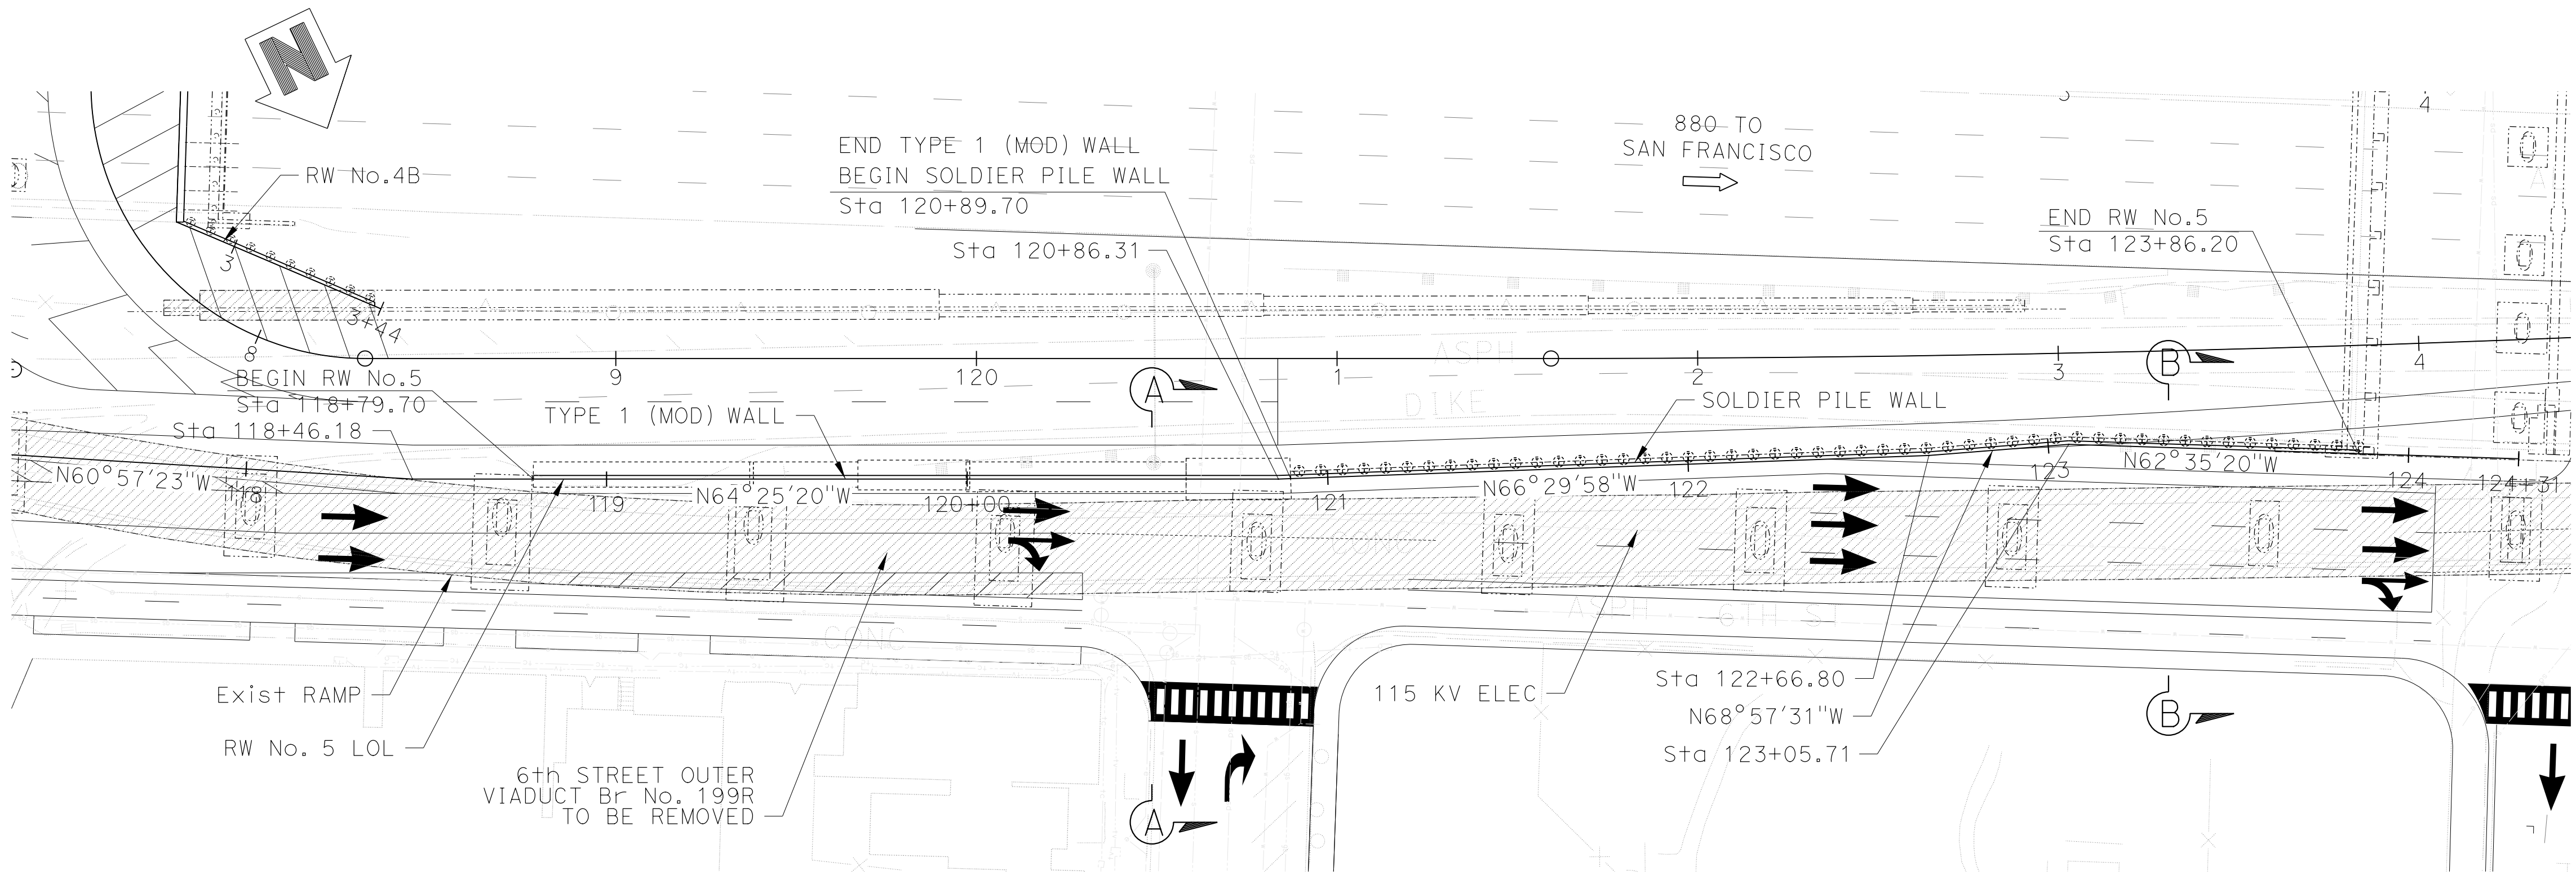 N
RW No.4B
3
3+44
8
9
120
1
2
3
4
3
4
END TYPE 1 (MOD) WALL
BEGIN SOLDIER PILE WALL
Sta 120+89.70
Sta 120+86.31
880 TO
SAN FRANCISCO
END RW No.5
Sta 123+86.20
A
ASPH
DIKE
A
B
BEGIN RW No.5
Sta 118+79.70
Sta 118+46.18
TYPE 1 (MOD) WALL
SOLDIER PILE WALL
N60°57'23"W
118
119
N64°25'20"W
120+00
121
N66°29'58"W
122
123
N62°35'20"W
124
124+31
CONC
ASPH
6TH ST
Exist RAMP
RW No. 5 LOL
6th STREET OUTER
VIADUCT Br No. 199R
TO BE REMOVED
115 KV ELEC
Sta 122+66.80
N68°57'31"W
Sta 123+05.71
A
B